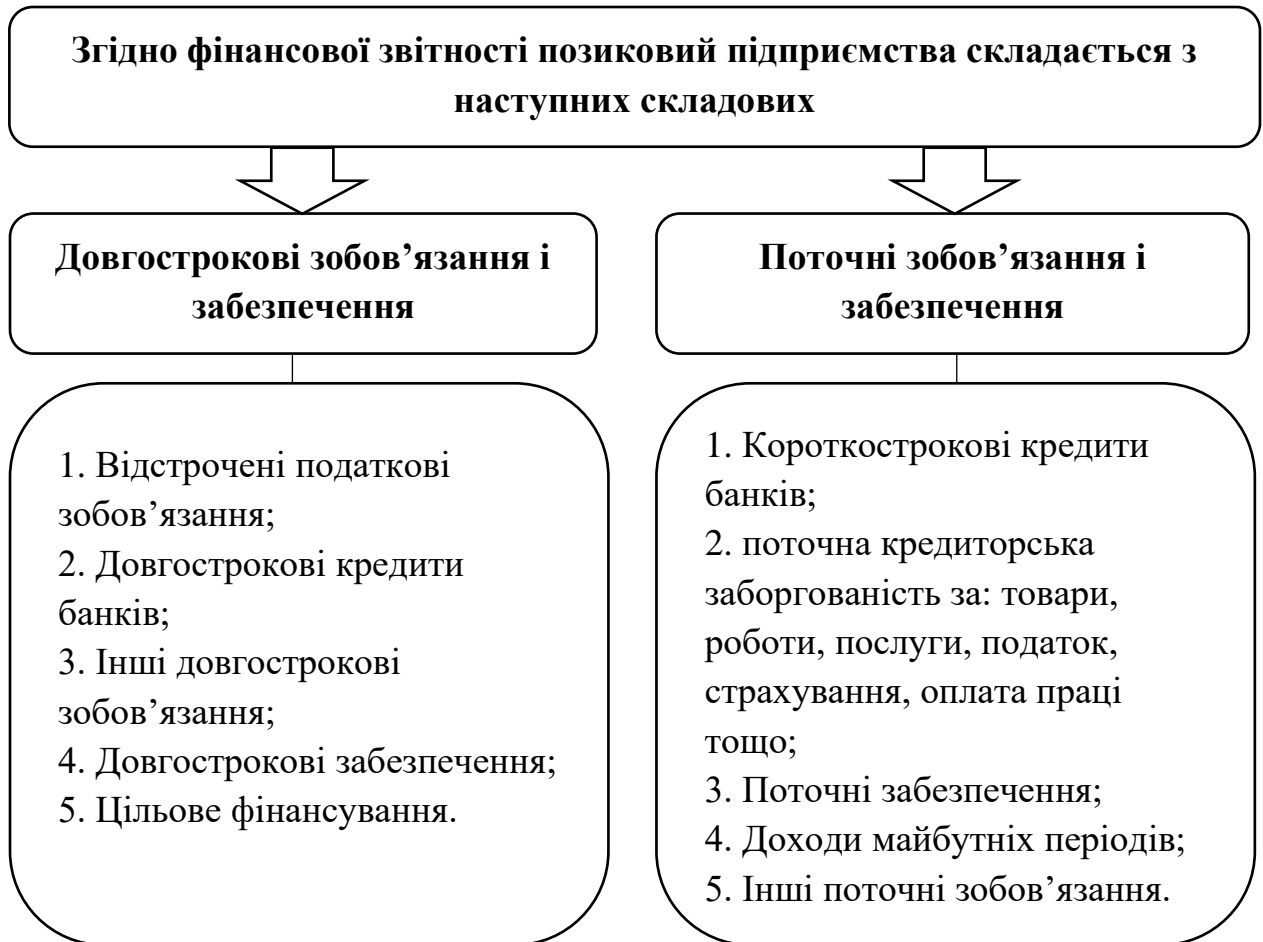 Згідно фінансової звітності позиковий підприємства складається з
наступних складових
Довгострокові зобов’язання і
забезпечення
Поточні зобов’язання і
забезпечення
1. Відстрочені податкові
зобов’язання;
2. Довгострокові кредити
банків;
3. Інші довгострокові
зобов’язання;
4. Довгострокові забезпечення;
5. Цільове фінансування.
1. Короткострокові кредити
банків;
2. поточна кредиторська
заборгованість за: товари,
роботи, послуги, податок,
страхування, оплата праці
тощо;
3. Поточні забезпечення;
4. Доходи майбутніх періодів;
5. Інші поточні зобов’язання.